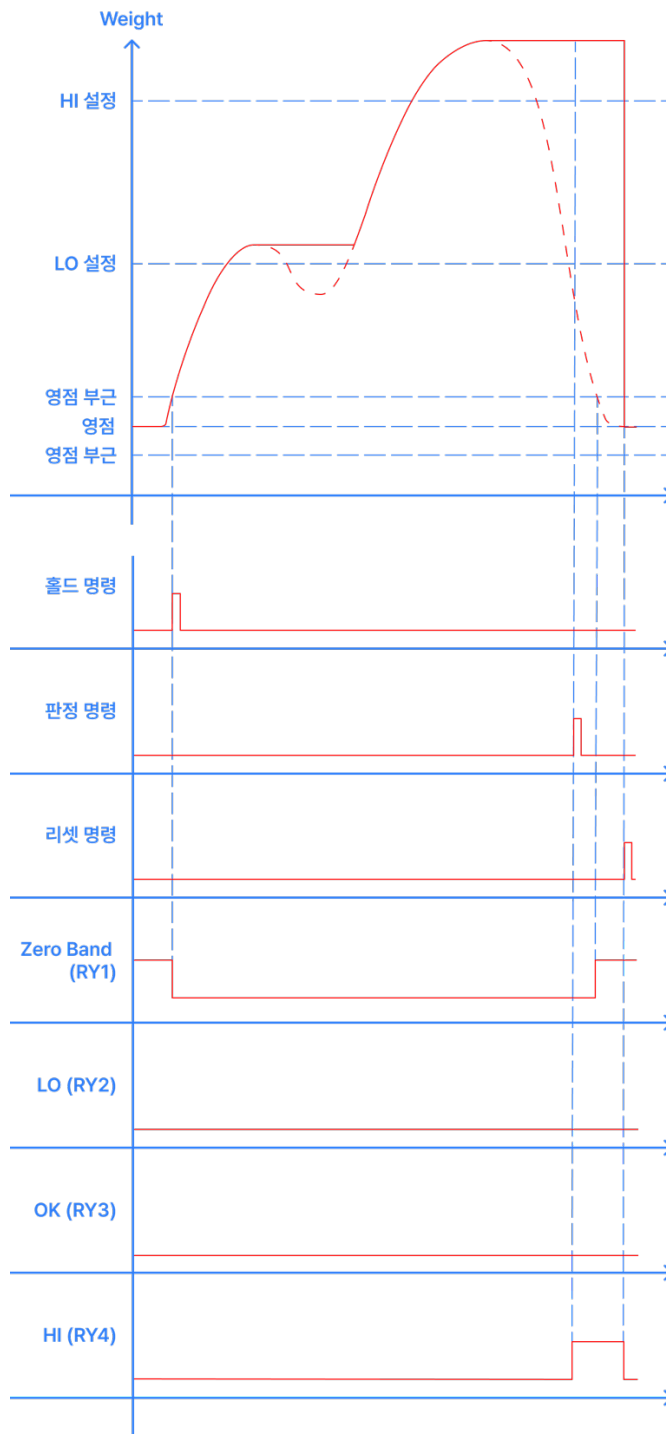 Weight
HI 설정
LO 설정
영점 부근
영점
영점 부근
홀드 명령
판정 명령
리셋 명령
Zero Band
(RY1)
LO (RY2)
OK (RY3)
HI (RY4)